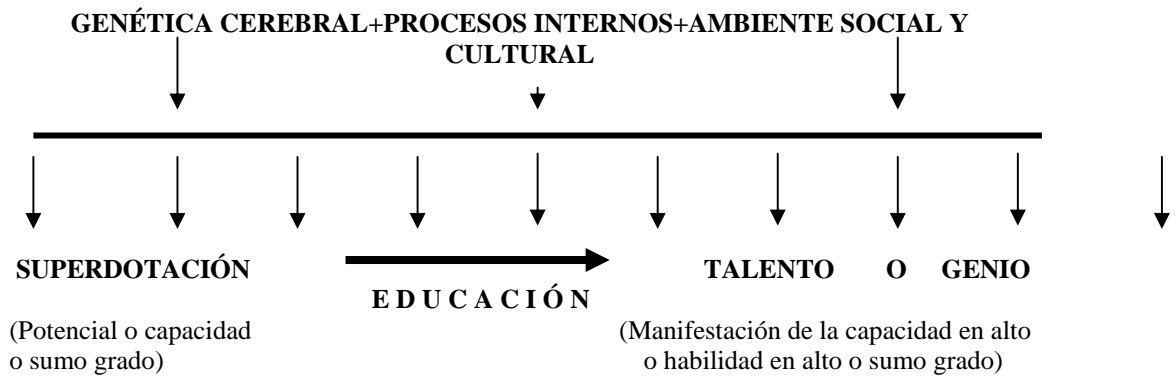 GENÉTICA CEREBRAL+PROCESOS INTERNOS+AMBIENTE SOCIAL Y
CULTURAL
SUPERDOTACIÓN
TALENTO O GENIO
E D U C A C I Ó N
(Potencial o capacidad
o sumo grado)
(Manifestación de la capacidad en alto
o habilidad en alto o sumo grado)